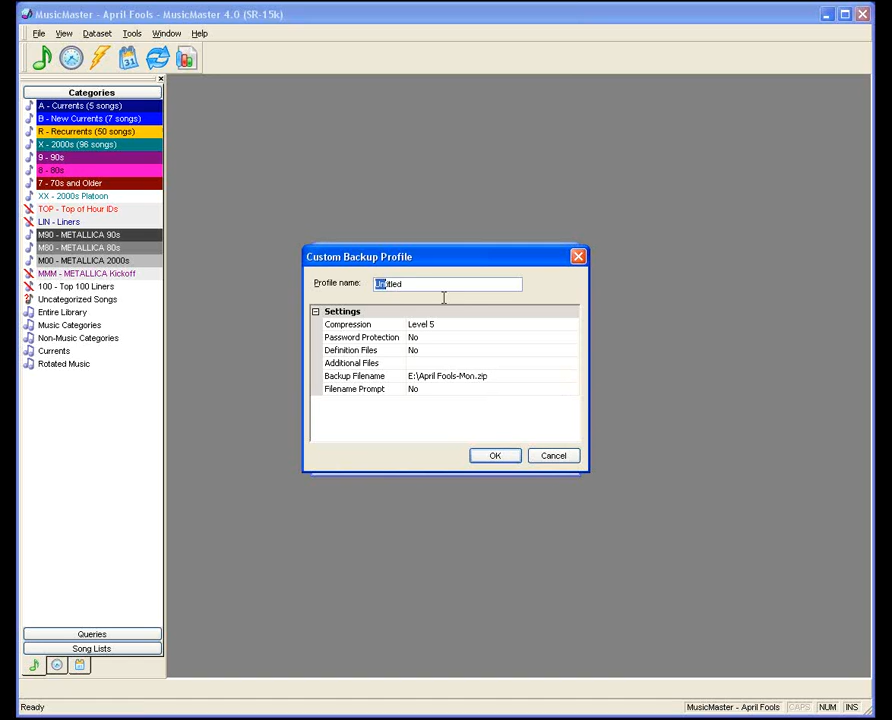 MusicMaster - April Fools - MusicMaster 4.0 (SR-15k)
File View Dataset Tools Window Help
31
Categories
A - Currents (5 songs)
B - New Currents (7 songs)
R - Recurrents (50 songs)
X - 2000s (96 songs)
9 - 90s
8 - 80s
7 - 70s and Older
XX - 2000s Platoon
TOP - Top of Hour IDs
LIN - Liners
M90 - METALLICA 90s
M80 - METALLICA 80s
M00 - METALLICA 2000s
MMM - METALLICA Kickoff
100 - Top 100 Liners
Uncategorized Songs
Entire Library
Music Categories
Non-Music Categories
Currents
Rotated Music
Queries
Song Lists
Custom Backup Profile
Profile name: Untitled
Settings
Compression Level 5
Password Protection No
Definition Files No
Additional Files
Backup Filename E:\April Fools-Mon.zip
Filename Prompt No
OK Cancel
Ready MusicMaster - April Fools CAPS NUM INS